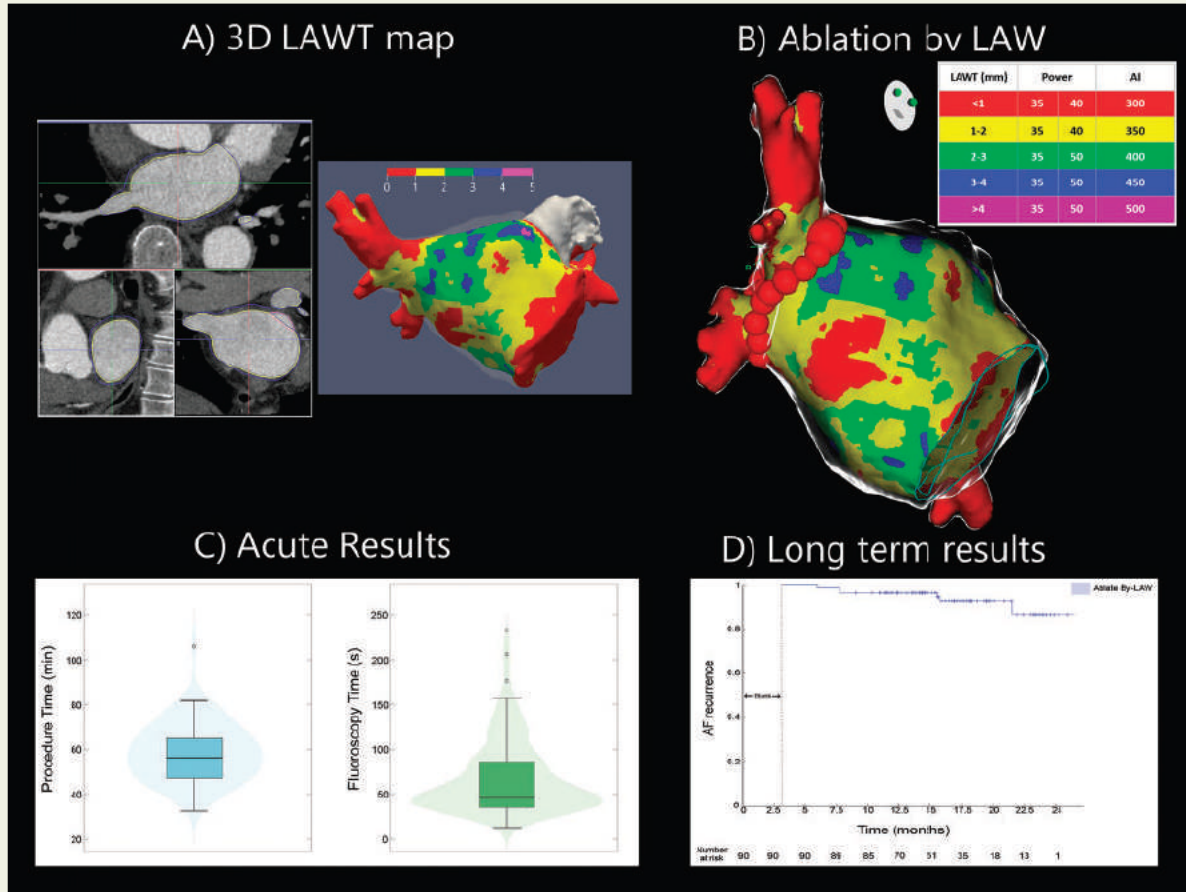 A) 3D LAWT map
B) Ablation by LAW
LAWT (mm) Power AI
<1 35 40 300
1-2 35 40 350
2-3 35 50 400
3-4 35 50 450
>4 35 50 500
0 1 2 3 4 5
C) Acute Results
D) Long term results
Procedure Time (min)
120
100
80
60
40
20
Fluoroscopy Time (s)
250
200
150
100
50
0
AF recurrence
1
0.8
0.6
0.4
0.2
0
Ablate By-LAW
0 2.5 5 7.5 10 12.5 15 17.5 20 22.5
Time (months)
Number
at risk 90 90 90 89 85 70 51 35 18 13 1